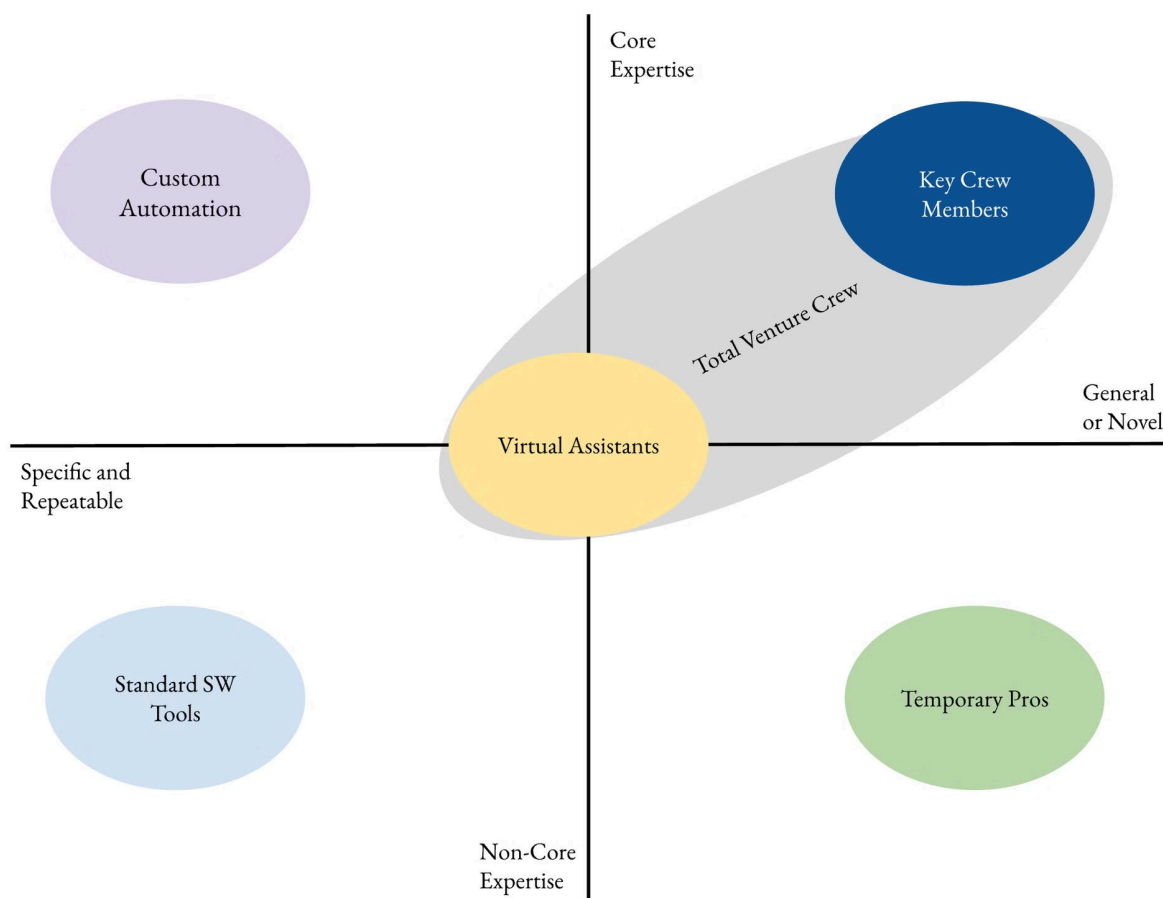 Core
Expertise
Custom
Automation
Key Crew
Members
Total Venture Crew
General
or Novel
Virtual Assistants
Specific and
Repeatable
Standard SW
Tools
Temporary Pros
Non-Core
Expertise